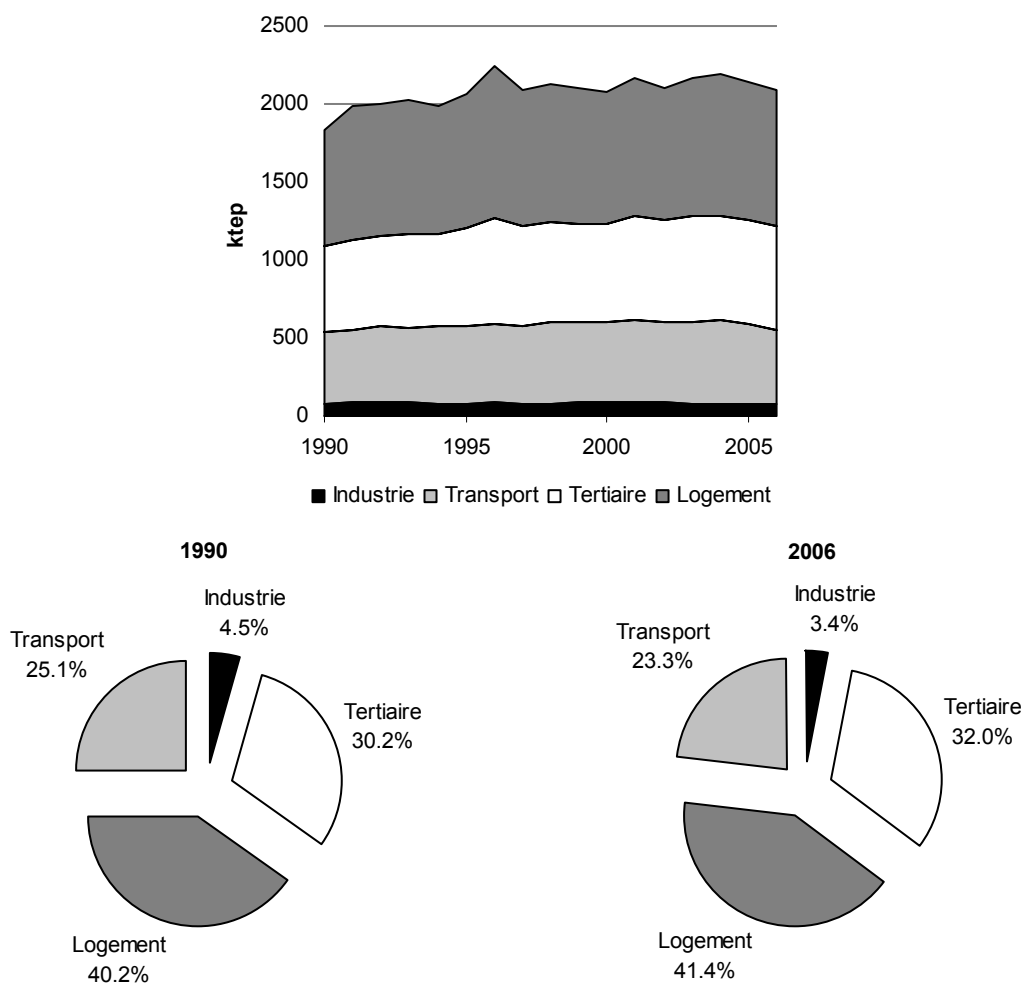 2500
2000
1500
1000
500
0
ktep
1990 1995 2000 2005
Industrie Transport Tertiaire Logement
1990
Industrie
4.5%
Transport
25.1%
Tertiaire
30.2%
Logement
40.2%
2006
Industrie
3.4%
Transport
23.3%
Tertiaire
32.0%
Logement
41.4%